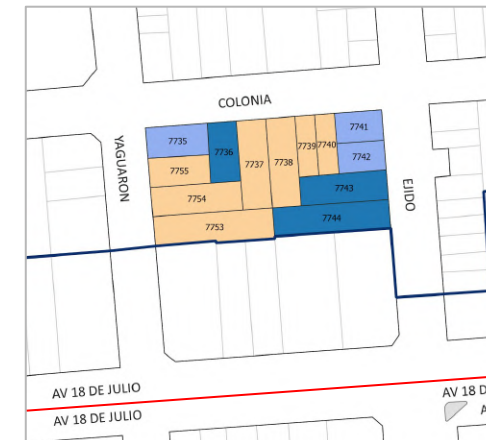 COLONIA
YAGUARON
EJIDO
7735
7736
7737
7738
7739
7740
7741
7742
7755
7754
7753
7743
7744
AV 18 DE JULIO
AV 18 DE JULIO
AV 18 D
A